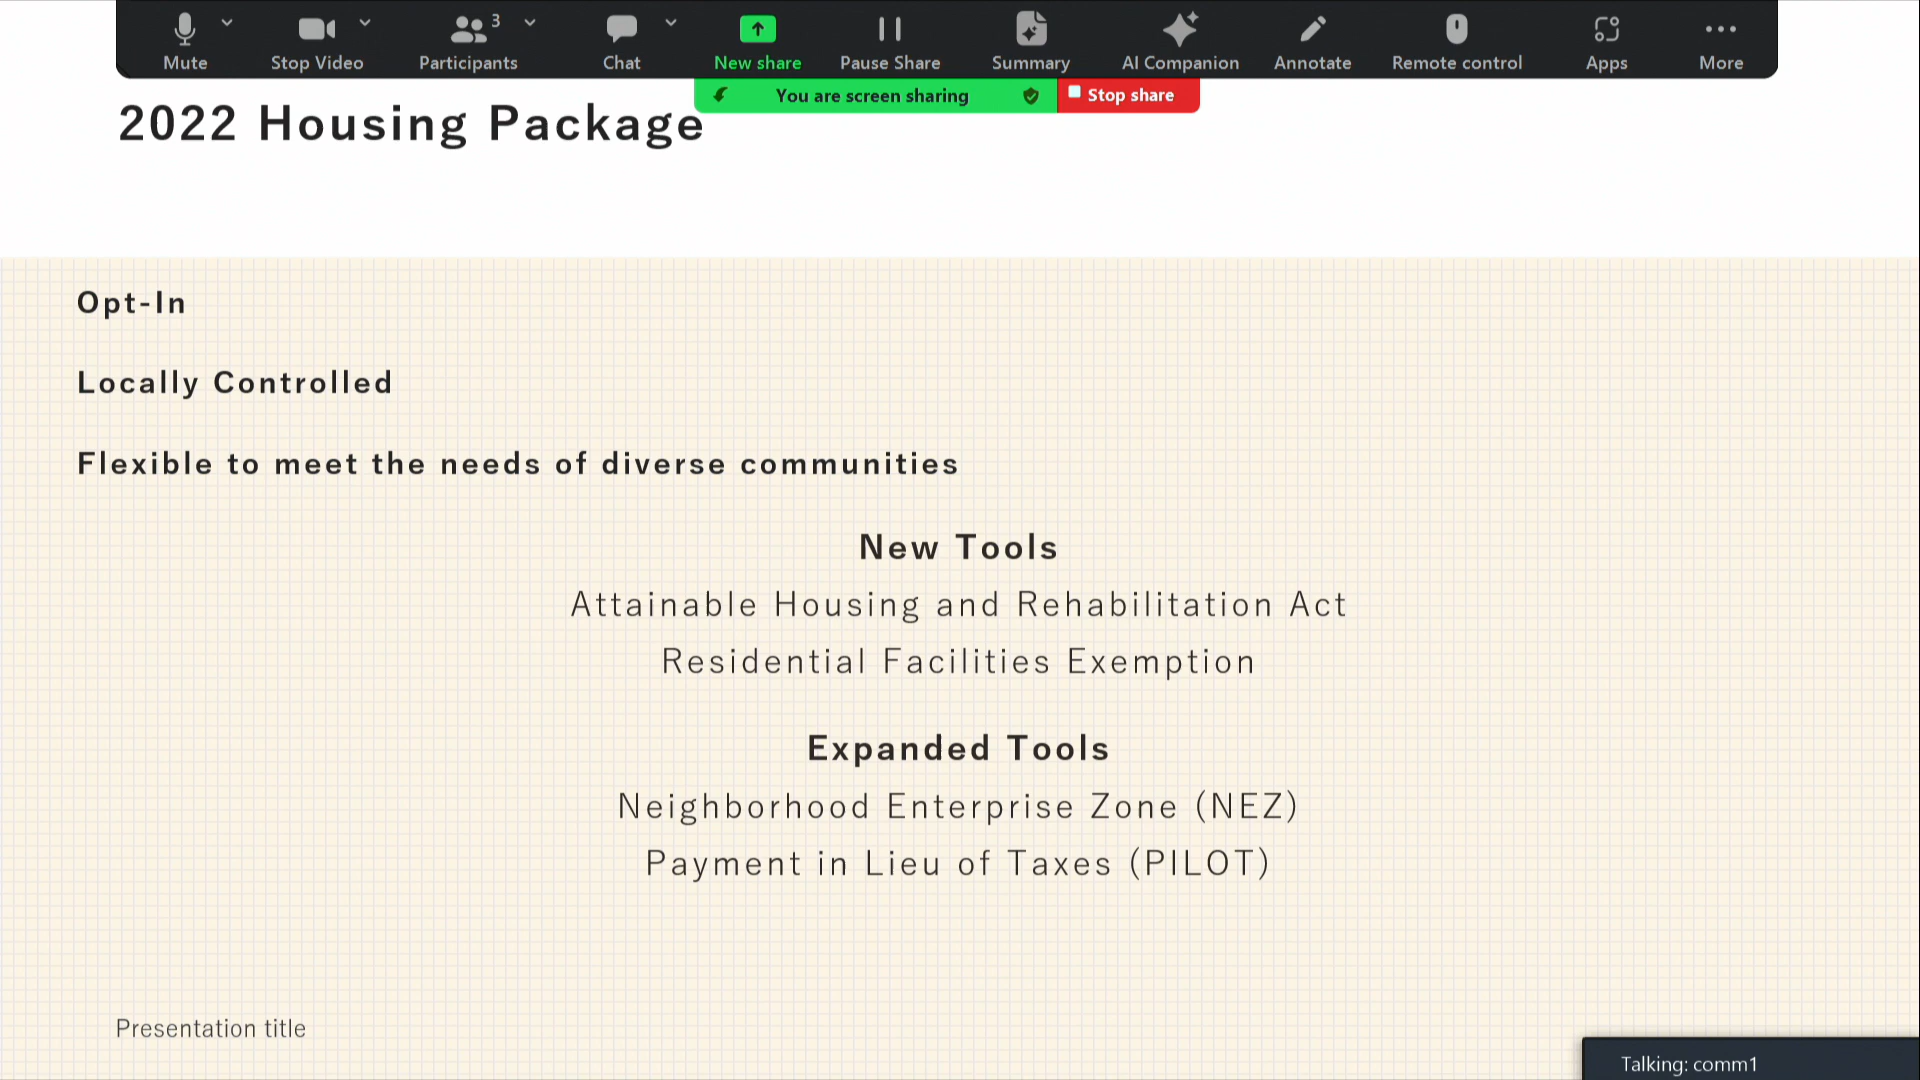 3
Mute
Stop Video
Participants
Chat
New share
Pause Share
Summary
AI Companion
Annotate
Remote control
Apps
More
You are screen sharing
Stop share
2022 Housing Package
Opt-In
Locally Controlled
Flexible to meet the needs of diverse communities
New Tools
Attainable Housing and Rehabilitation Act
Residential Facilities Exemption
Expanded Tools
Neighborhood Enterprise Zone (NEZ)
Payment in Lieu of Taxes (PILOT)
Presentation title
Talking: comm1